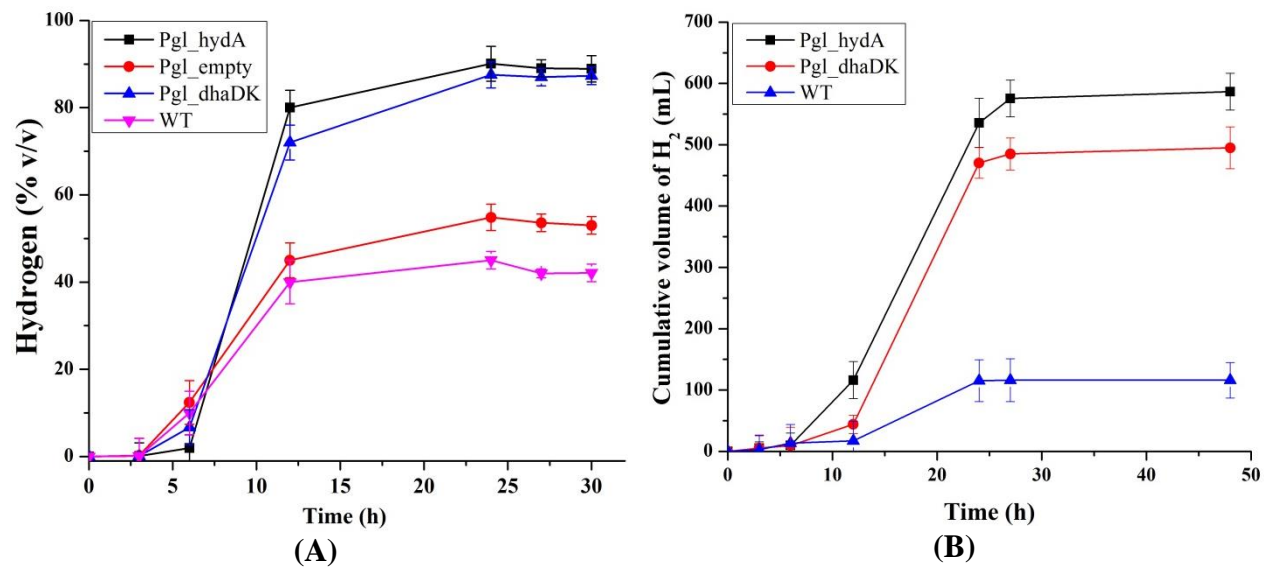 100
80
60
40
20
0
Hydrogen (% v/v)
Pgl_hydA
Pgl_empty
Pgl_dhaDK
WT
0 5 10 15 20 25 30
Time (h)
(A)
700
600
500
400
300
200
100
0
Cumulative volume of H2 (mL)
Pgl_hydA
Pgl_dhaDK
WT
0 10 20 30 40 50
Time (h)
(B)